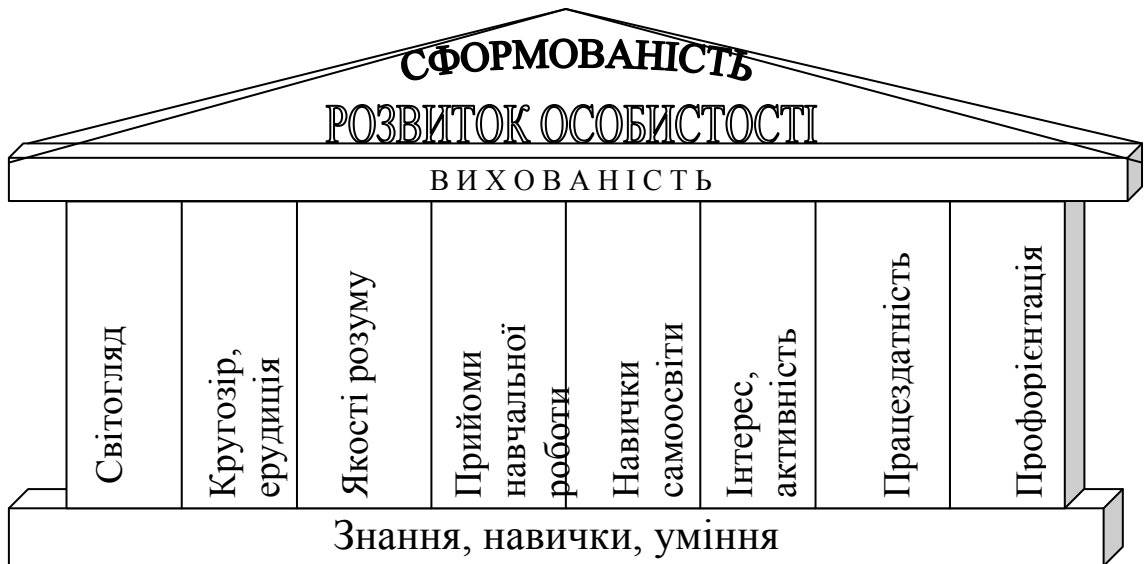 СФОРМОВАНІСТЬ
РОЗВИТОК ОСОБИСТОСТІ
ВИХОВАНІСТЬ
Світогляд
Кругозір,
ерудиція
Якості розуму
Прийоми
навчальної
роботи
Навички
самоосвіти
Інтерес,
активність
Працездатність
Профорієнтація
Знання, навички, уміння